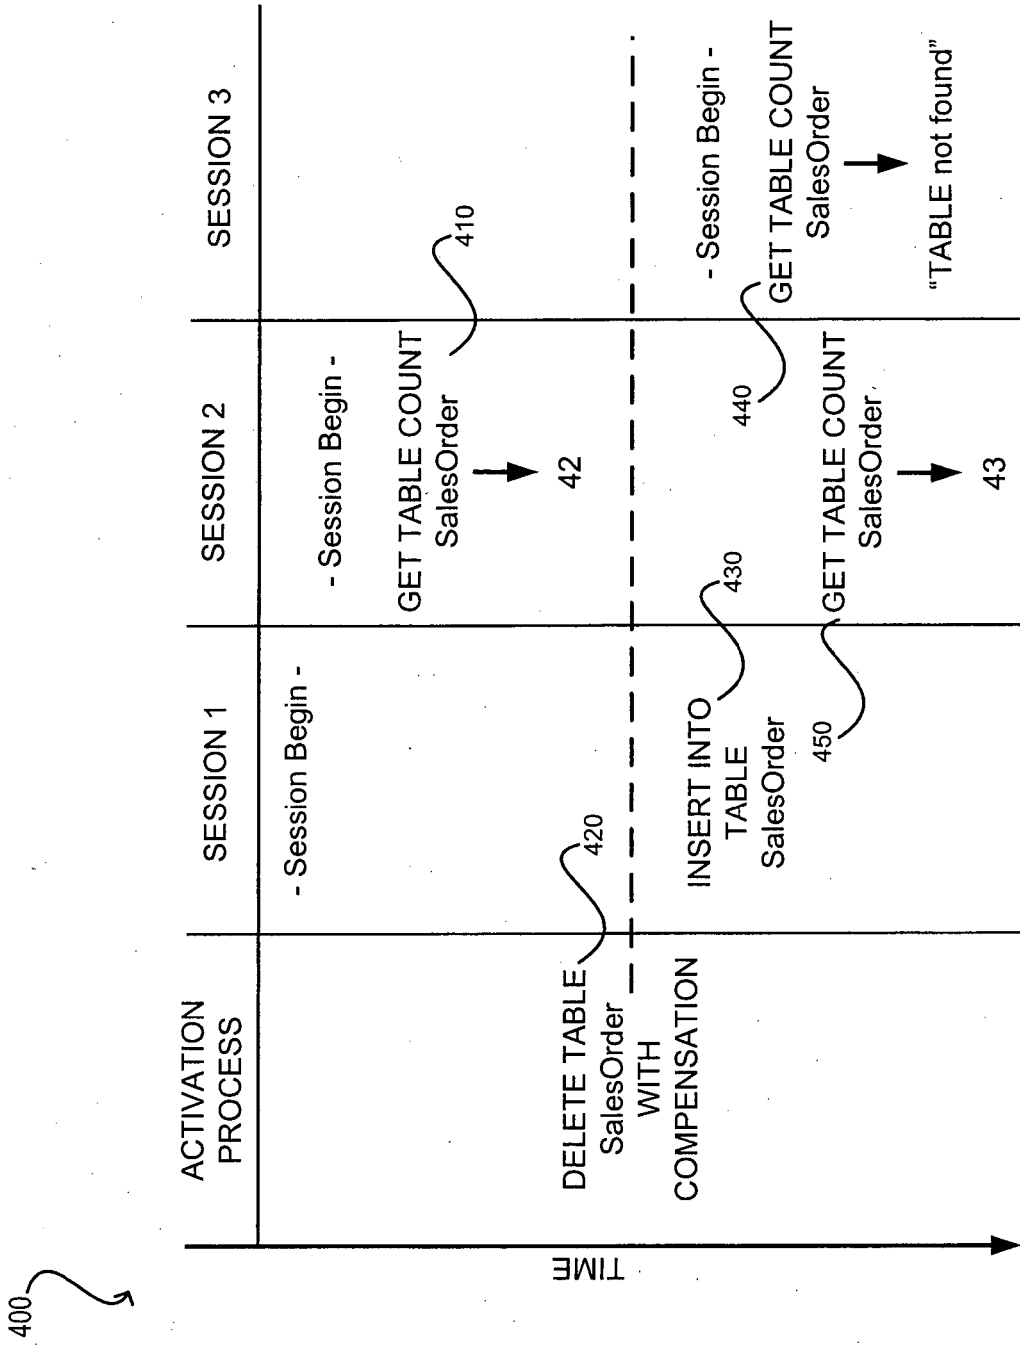 400
ACTIVATION
PROCESS
SESSION 1
SESSION 2
SESSION 3
TIME
- Session Begin -
- Session Begin -
GET TABLE COUNT
SalesOrder
42
410
DELETE TABLE
SalesOrder
WITH
COMPENSATION
420
INSERT INTO
TABLE
SalesOrder
430
- Session Begin -
GET TABLE COUNT
SalesOrder
"TABLE not found"
440
GET TABLE COUNT
SalesOrder
43
450